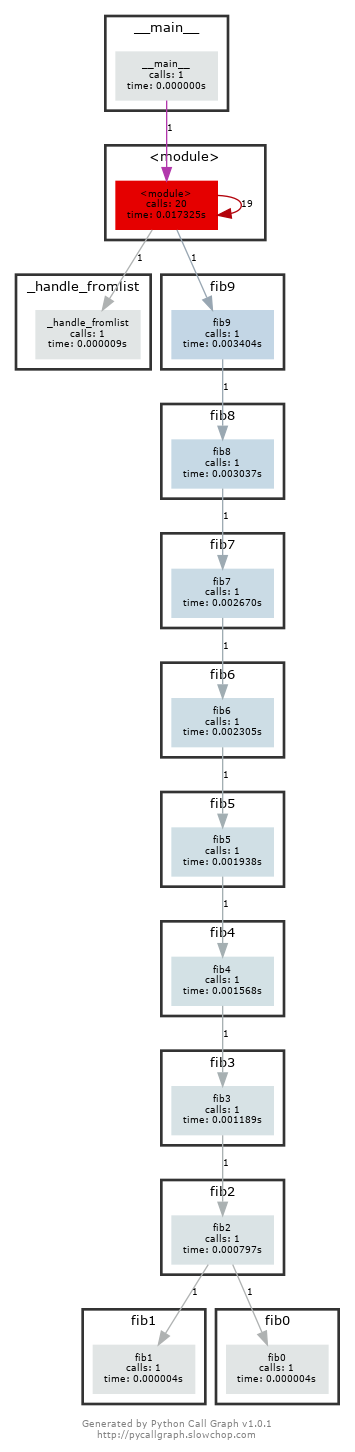 __main__
__main__
calls: 1
time: 0.000000s
1
<module>
<module>
calls: 20
time: 0.017325s
19
1
1
_handle_fromlist
_handle_fromlist
calls: 1
time: 0.000009s
fib9
fib9
calls: 1
time: 0.003404s
1
fib8
fib8
calls: 1
time: 0.003037s
1
fib7
fib7
calls: 1
time: 0.002670s
1
fib6
fib6
calls: 1
time: 0.002305s
1
fib5
fib5
calls: 1
time: 0.001938s
1
fib4
fib4
calls: 1
time: 0.001568s
1
fib3
fib3
calls: 1
time: 0.001189s
1
fib2
fib2
calls: 1
time: 0.000797s
1
1
fib1
fib1
calls: 1
time: 0.000004s
fib0
fib0
calls: 1
time: 0.000004s
Generated by Python Call Graph v1.0.1
http://pycallgraph.slowchop.com